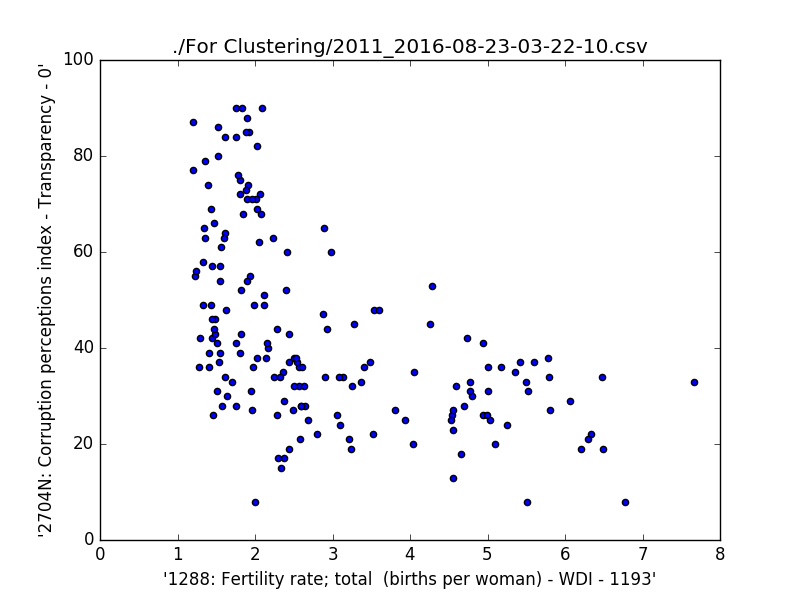 ./For Clustering/2011_2016-08-23-03-22-10.csv
100
80
60
40
20
0
'2704N: Corruption perceptions index - Transparency - 0'
0 1 2 3 4 5 6 7 8
'1288: Fertility rate; total  (births per woman) - WDI - 1193'